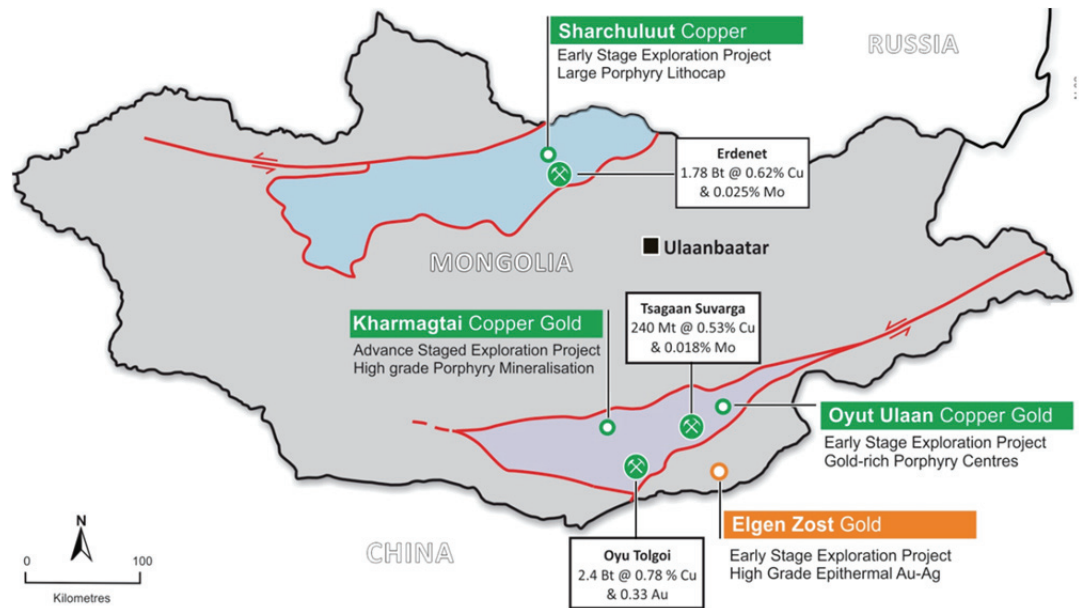 Sharchuluut Copper
Early Stage Exploration Project
Large Porphyry Lithocap
RUSSIA
Erdenet
1.78 Bt @ 0.62% Cu
& 0.025% Mo
Ulaanbaatar
MONGOLIA
Tsagaan Suvarga
240 Mt @ 0.53% Cu
& 0.018% Mo
Kharmagtai Copper Gold
Advance Staged Exploration Project
High grade Porphyry Mineralisation
Oyut Ulaan Copper Gold
Early Stage Exploration Project
Gold-rich Porphyry Centres
Elgen Zost Gold
Early Stage Exploration Project
High Grade Epithermal Au-Ag
Oyu Tolgoi
2.4 Bt @ 0.78 % Cu
& 0.33 Au
CHINA
N
0 100
Kilometres